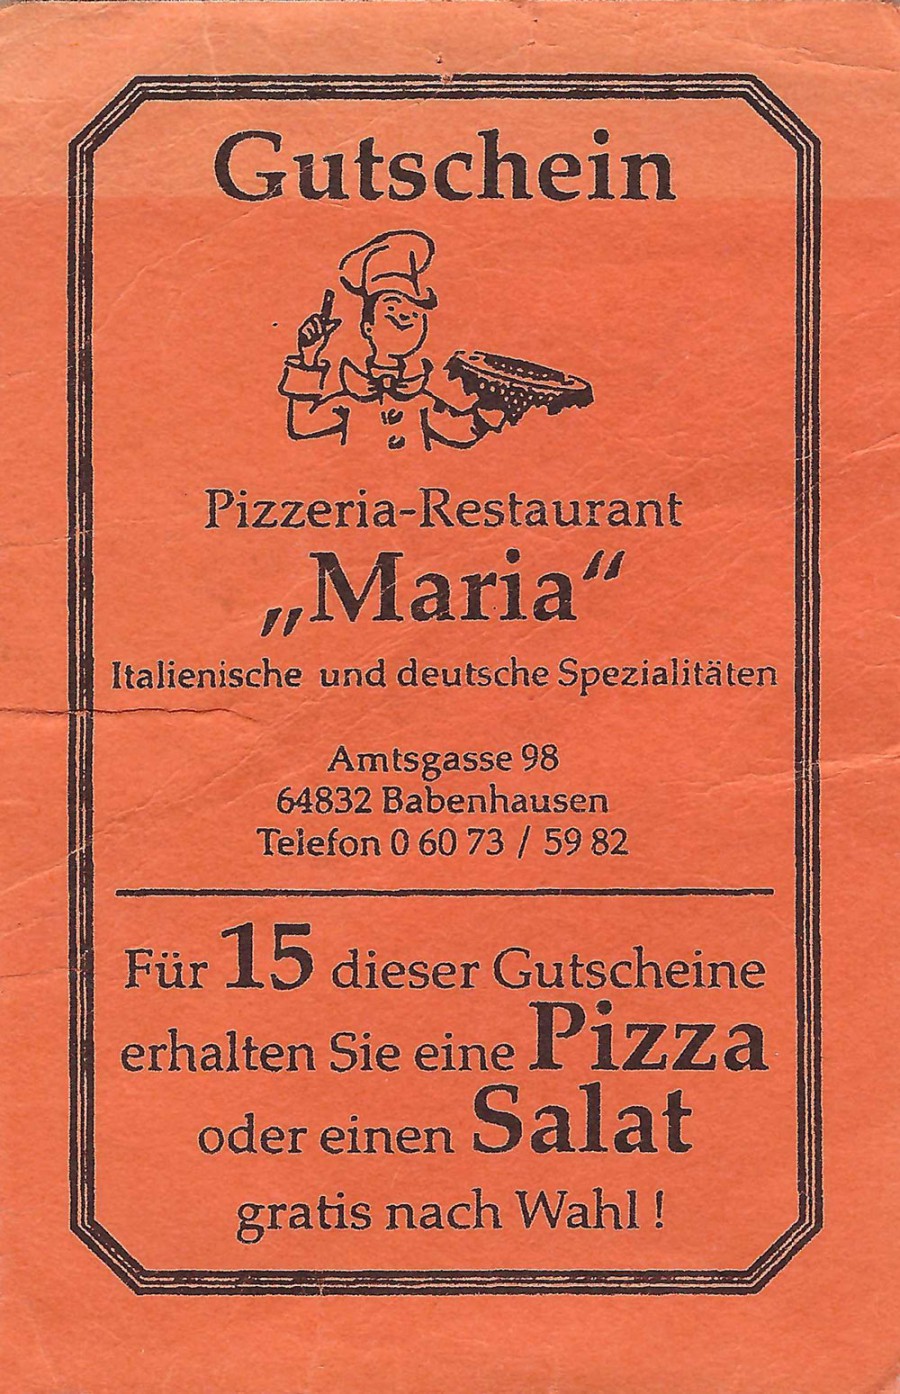 Gutschein
Pizzeria-Restaurant
„Maria“
Italienische und deutsche Spezialitäten
Amtsgasse 98
64832 Babenhausen
Telefon 0 60 73 / 59 82
Für 15 dieser Gutscheine
erhalten Sie eine Pizza
oder einen Salat
gratis nach Wahl !